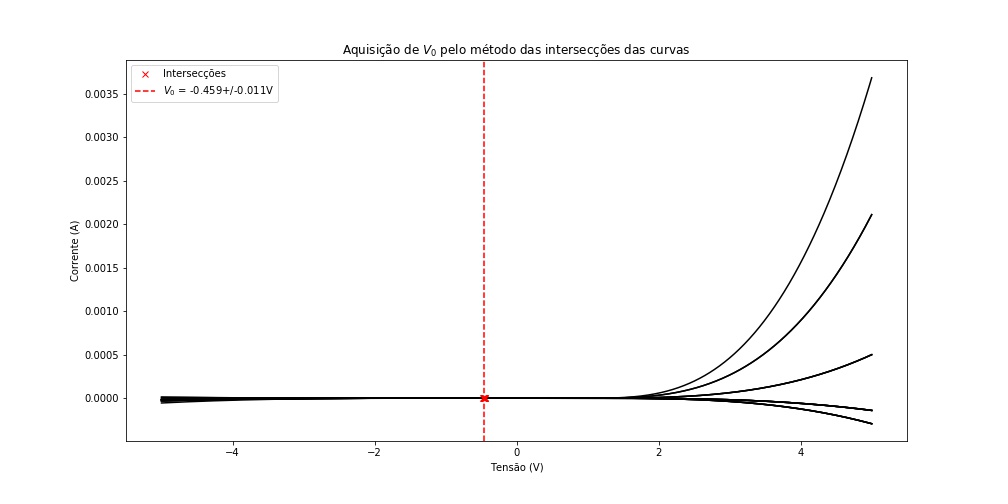 Aquisição de V₀ pelo método das intersecções das curvas
Intersecções
V₀ = -0.459+/-0.011V
0.0035
0.0030
0.0025
0.0020
0.0015
0.0010
0.0005
0.0000
Corrente (A)
−4
−2
0
2
4
Tensão (V)